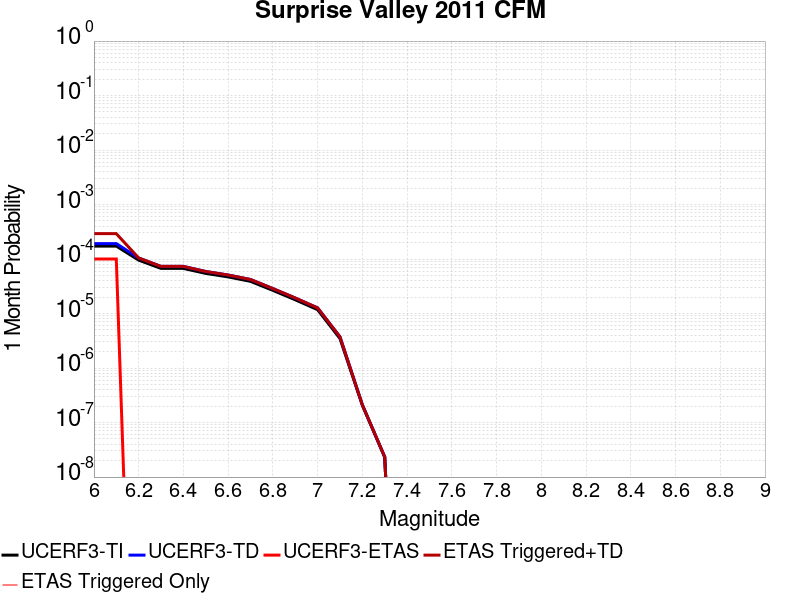 Surprise Valley 2011 CFM
1 Month Probability
10 0
10 -1
10 -2
10 -3
10 -4
10 -5
10 -6
10 -7
10 -8
6 6.2 6.4 6.6 6.8 7 7.2 7.4 7.6 7.8 8 8.2 8.4 8.6 8.8 9
Magnitude
UCERF3-TI UCERF3-TD UCERF3-ETAS ETAS Triggered+TD
ETAS Triggered Only